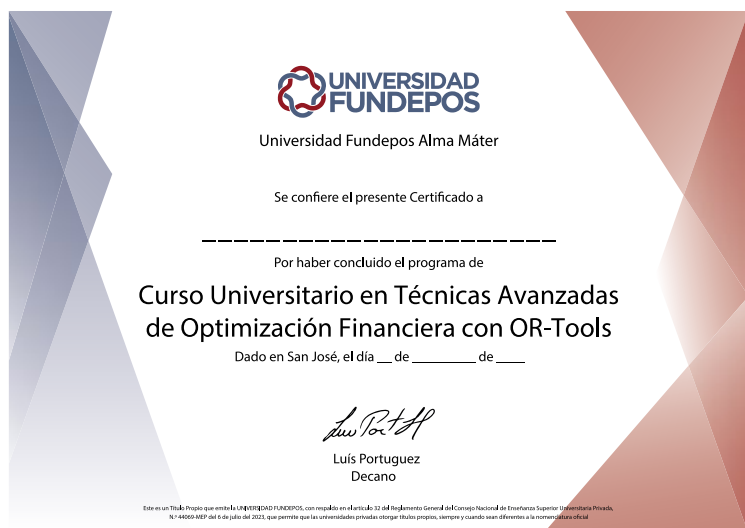 UNIVERSIDAD
FUNDEPOS
Universidad Fundepos Alma Máter
Se confiere el presente Certificado a
Por haber concluido el programa de
Curso Universitario en Técnicas Avanzadas
de Optimización Financiera con OR-Tools
Dado en San José, el día __ de ________ de ____
Luís Portuguez
Decano
Este es un Título Propio que emite la UNIVERSIDAD FUNDEPOS, con respaldo en el artículo 32 del Reglamento General del Consejo Nacional de Enseñanza Superior Universitaria Privada,
N.º 44069-MEP del 6 de julio del 2023, que permite que las universidades privadas otorgar títulos propios, siempre y cuando sean diferentes a la nomenclatura oficial